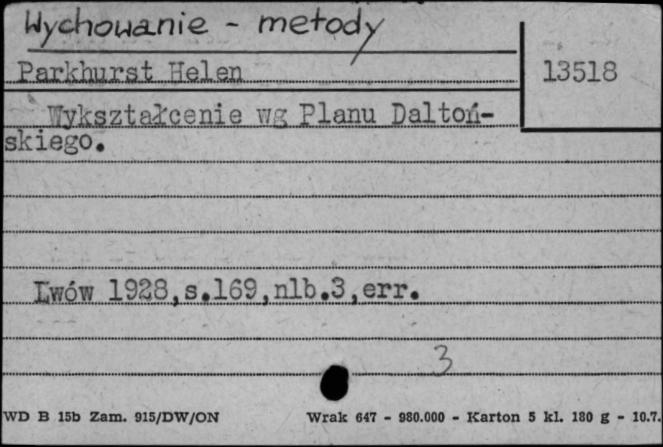 Wychowanie - metody
Parkhurst Helen
13518
Wykształcenie wg Planu Daltoń-
skiego.
Lwów 1928,s.169,nlb.3,err.
3
WD B 15b Zam. 915/DW/ON Wrak 647 - 980.000 - Karton 5 kl. 180 g - 10.7.